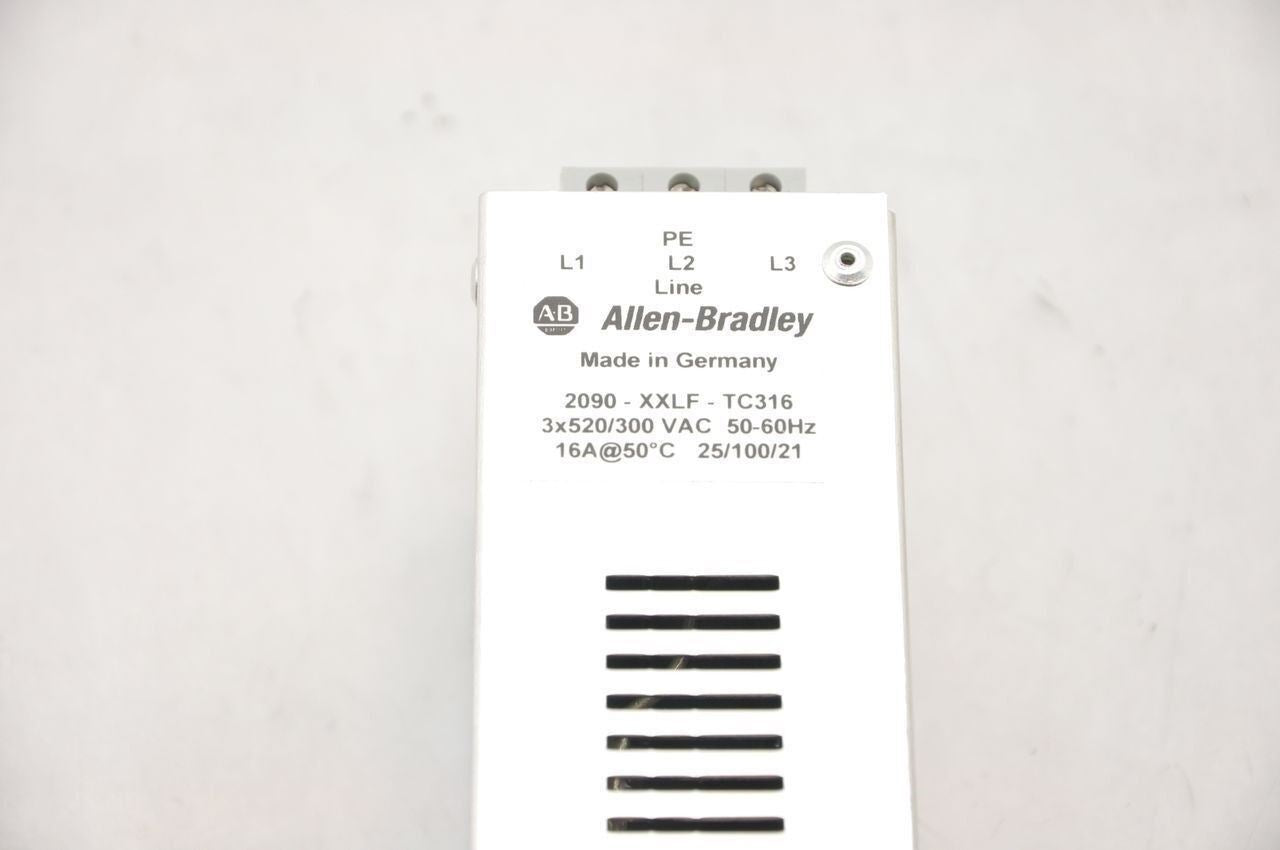 PE
L1 L2 L3
Line
A·B Allen-Bradley
Made in Germany
2090 - XXLF - TC316
3x520/300 VAC 50-60Hz
16A@50°C 25/100/21